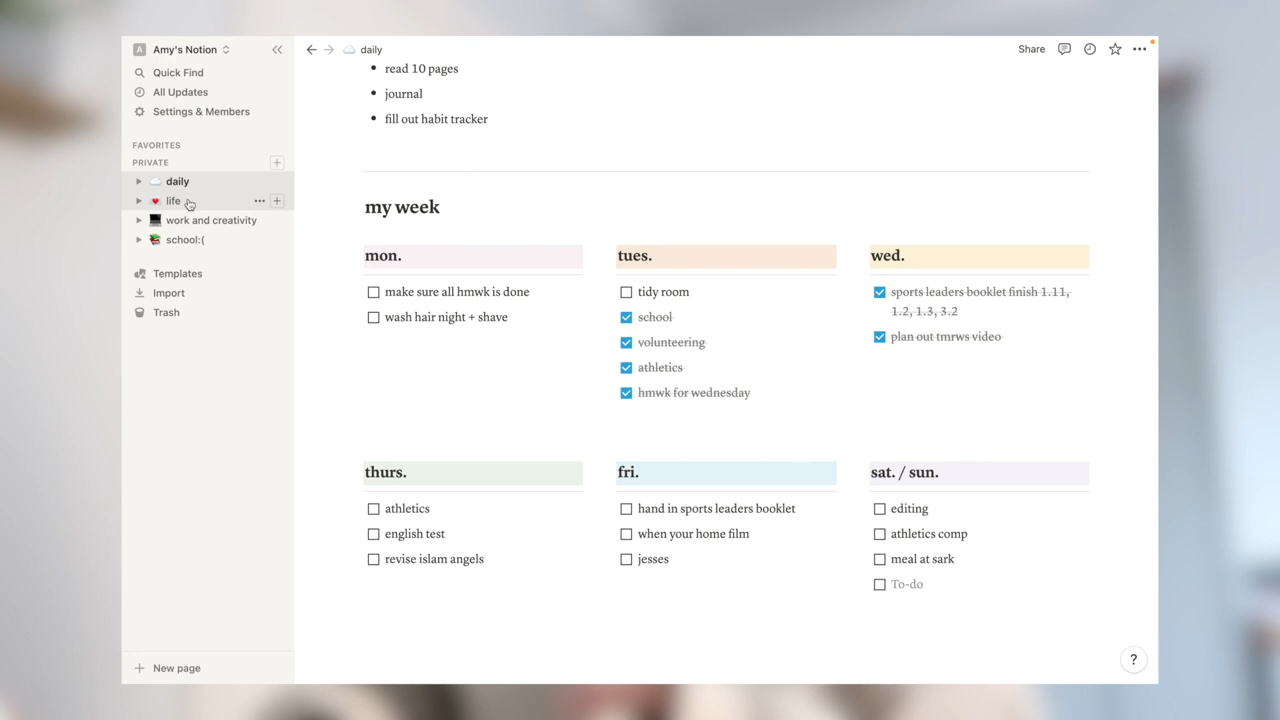 A Amy's Notion
Quick Find
All Updates
Settings & Members
FAVORITES
PRIVATE
daily
life
work and creativity
school:(
Templates
Import
Trash
New page
daily
Share
• read 10 pages
• journal
• fill out habit tracker
my week
mon.
make sure all hmwk is done
wash hair night + shave
tues.
tidy room
school
volunteering
athletics
hmwk for wednesday
wed.
sports leaders booklet finish 1.11,
1.2, 1.3, 3.2
plan out tmrws video
thurs.
athletics
english test
revise islam angels
fri.
hand in sports leaders booklet
when your home film
jesses
sat. / sun.
editing
athletics comp
meal at sark
To-do
?